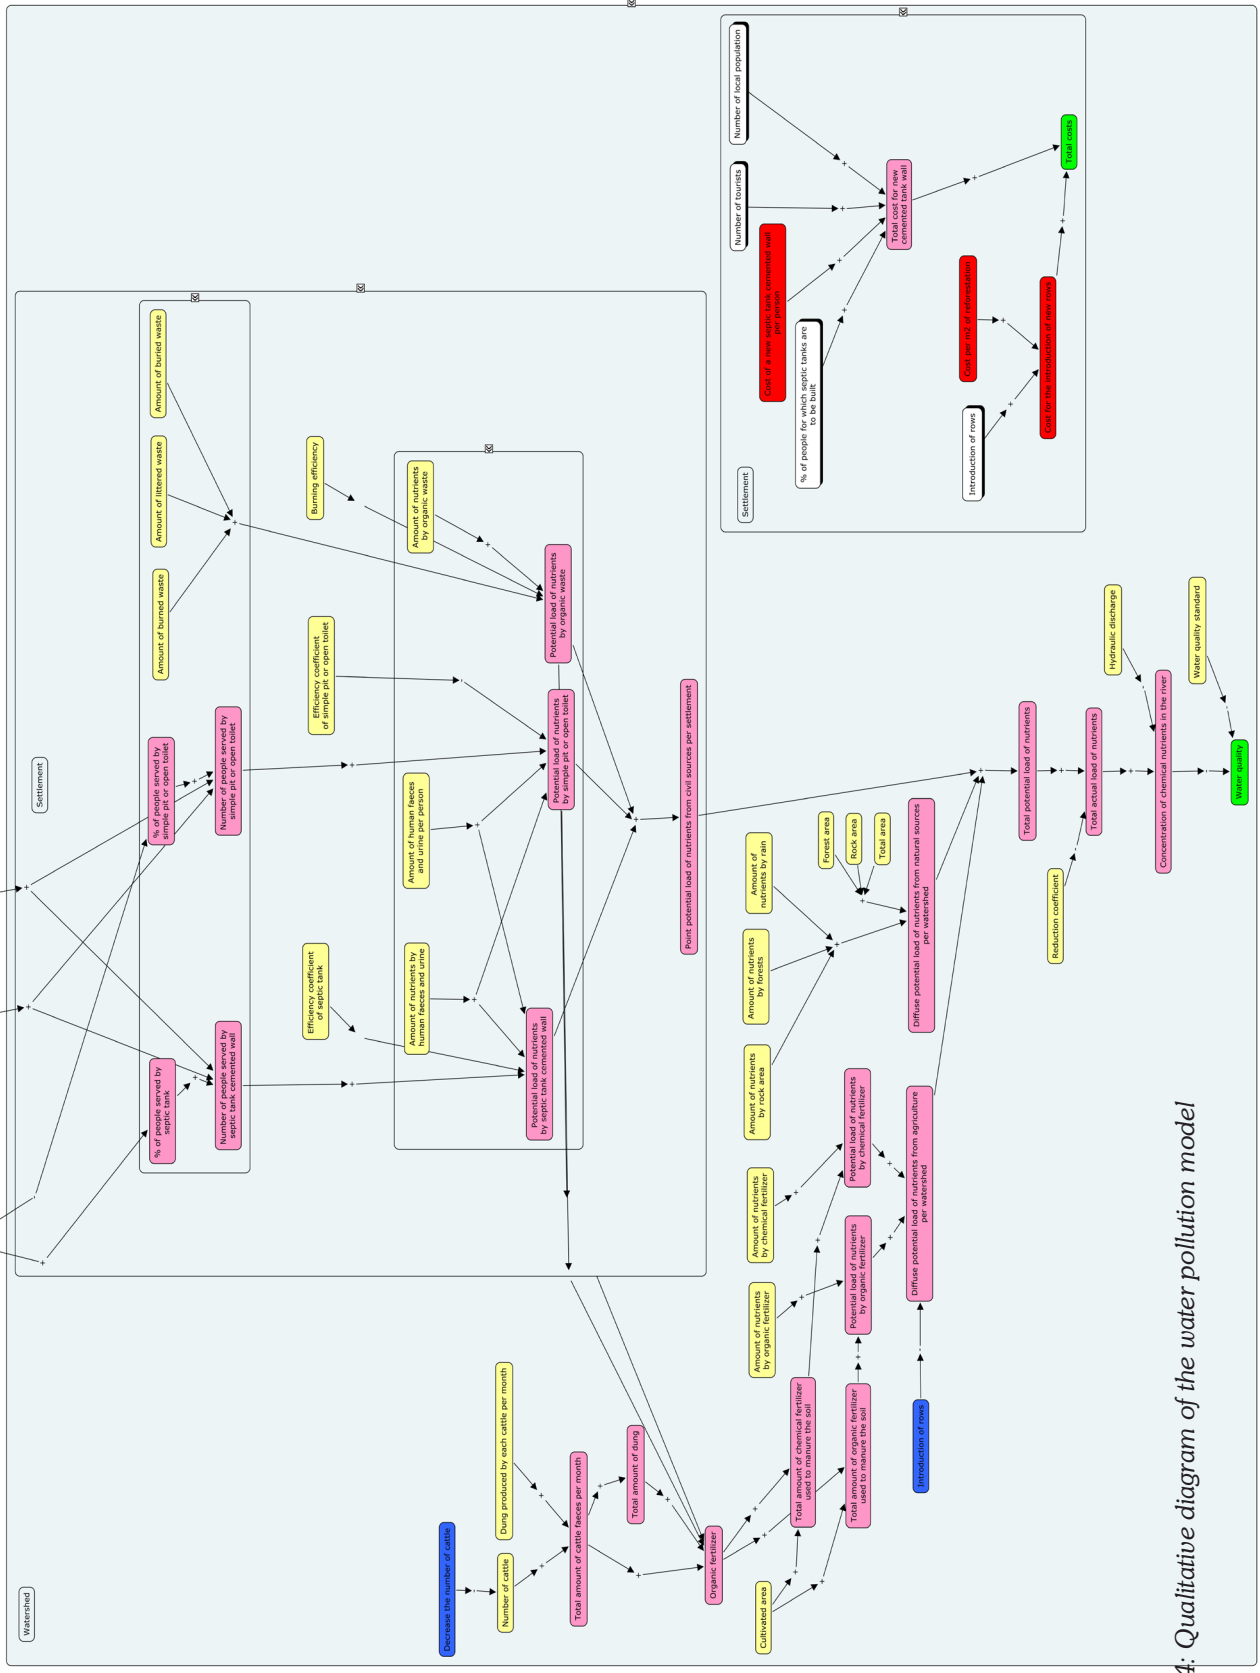 Watershed
Decrease the number of cattle
Number of cattle
Dung produced by each cattle per month
Total amount of cattle faeces per month
Total amount of dung
Organic fertilizer
Cultivated area
Total amount of chemical fertilizer
used to manure the soil
Total amount of organic fertilizer
used to manure the soil
Introduction of rows
Amount of nutrients
by organic fertilizer
Amount of nutrients
by chemical fertilizer
Potential load of nutrients
by organic fertilizer
Potential load of nutrients
by chemical fertilizer
Diffuse potential load of nutrients from agriculture
per watershed
Settlement
% of people served by
septic tank
Number of people served by
septic tank cemented wall
% of people served by
simple pit or open toilet
Number of people served by
simple pit or open toilet
Amount of burned waste
Amount of littered waste
Amount of buried waste
Efficiency coefficient
of septic tank
Efficiency coefficient
of simple pit or open toilet
Burning efficiency
Amount of nutrients by
human faeces and urine
Amount of human faeces
and urine per person
Amount of nutrients
by organic waste
Potential load of nutrients
by septic tank cemented wall
Potential load of nutrients
by simple pit or open toilet
Potential load of nutrients
by organic waste
Point potential load of nutrients from civil sources per settlement
Amount of nutrients
by rock area
Amount of nutrients
by forests
Amount of
nutrients by rain
Forest area
Rock area
Total area
Diffuse potential load of nutrients from natural sources
per watershed
Total potential load of nutrients
Reduction coefficient
Total actual load of nutrients
Hydraulic discharge
Concentration of chemical nutrients in the river
Water quality standard
Water quality
Settlement
Number of tourists
Number of local population
Cost of a new septic tank cemented wall
per person
% of people for which septic tanks are
to be built
Total cost for new
cemented tank wall
Introduction of rows
Cost per m2 of reforestation
Cost for the introduction of new rows
Total costs
4: Qualitative diagram of the water pollution model